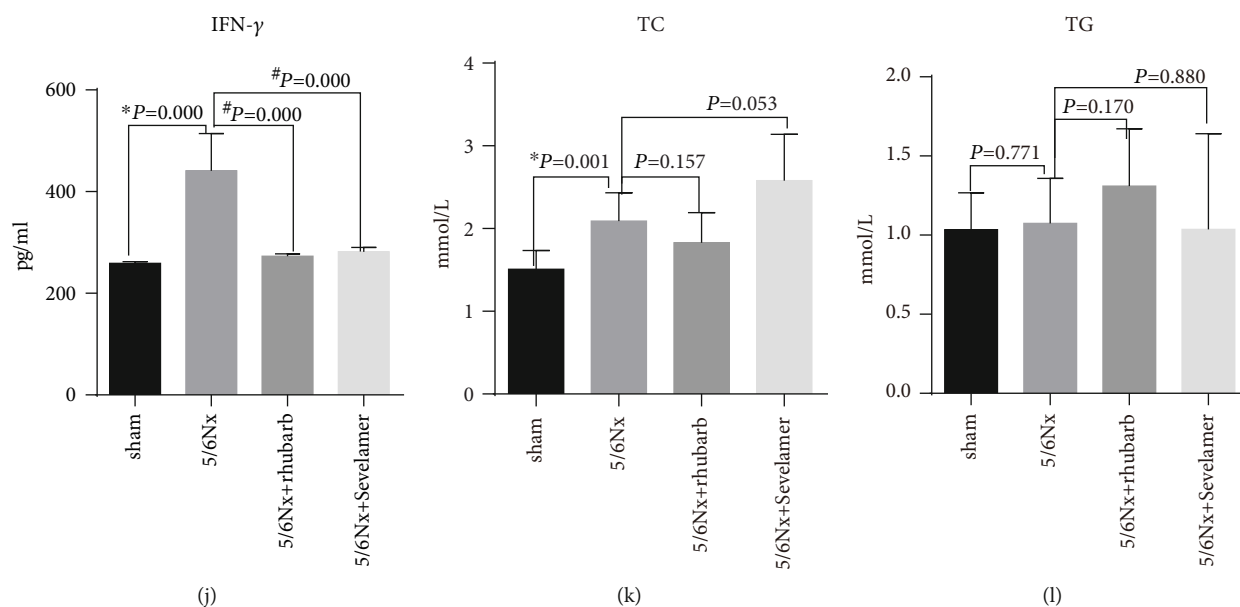 IFN-γ
pg/ml
600
400
200
0
*P=0.000
#P=0.000
#P=0.000
sham
5/6Nx
5/6Nx+rhubarb
5/6Nx+Sevelamer
(j)
TC
mmol/L
4
3
2
1
0
*P=0.001
P=0.157
P=0.053
sham
5/6Nx
5/6Nx+rhubarb
5/6Nx+Sevelamer
(k)
TG
mmol/L
2.0
1.5
1.0
0.5
0.0
P=0.771
P=0.170
P=0.880
sham
5/6Nx
5/6Nx+rhubarb
5/6Nx+Sevelamer
(l)